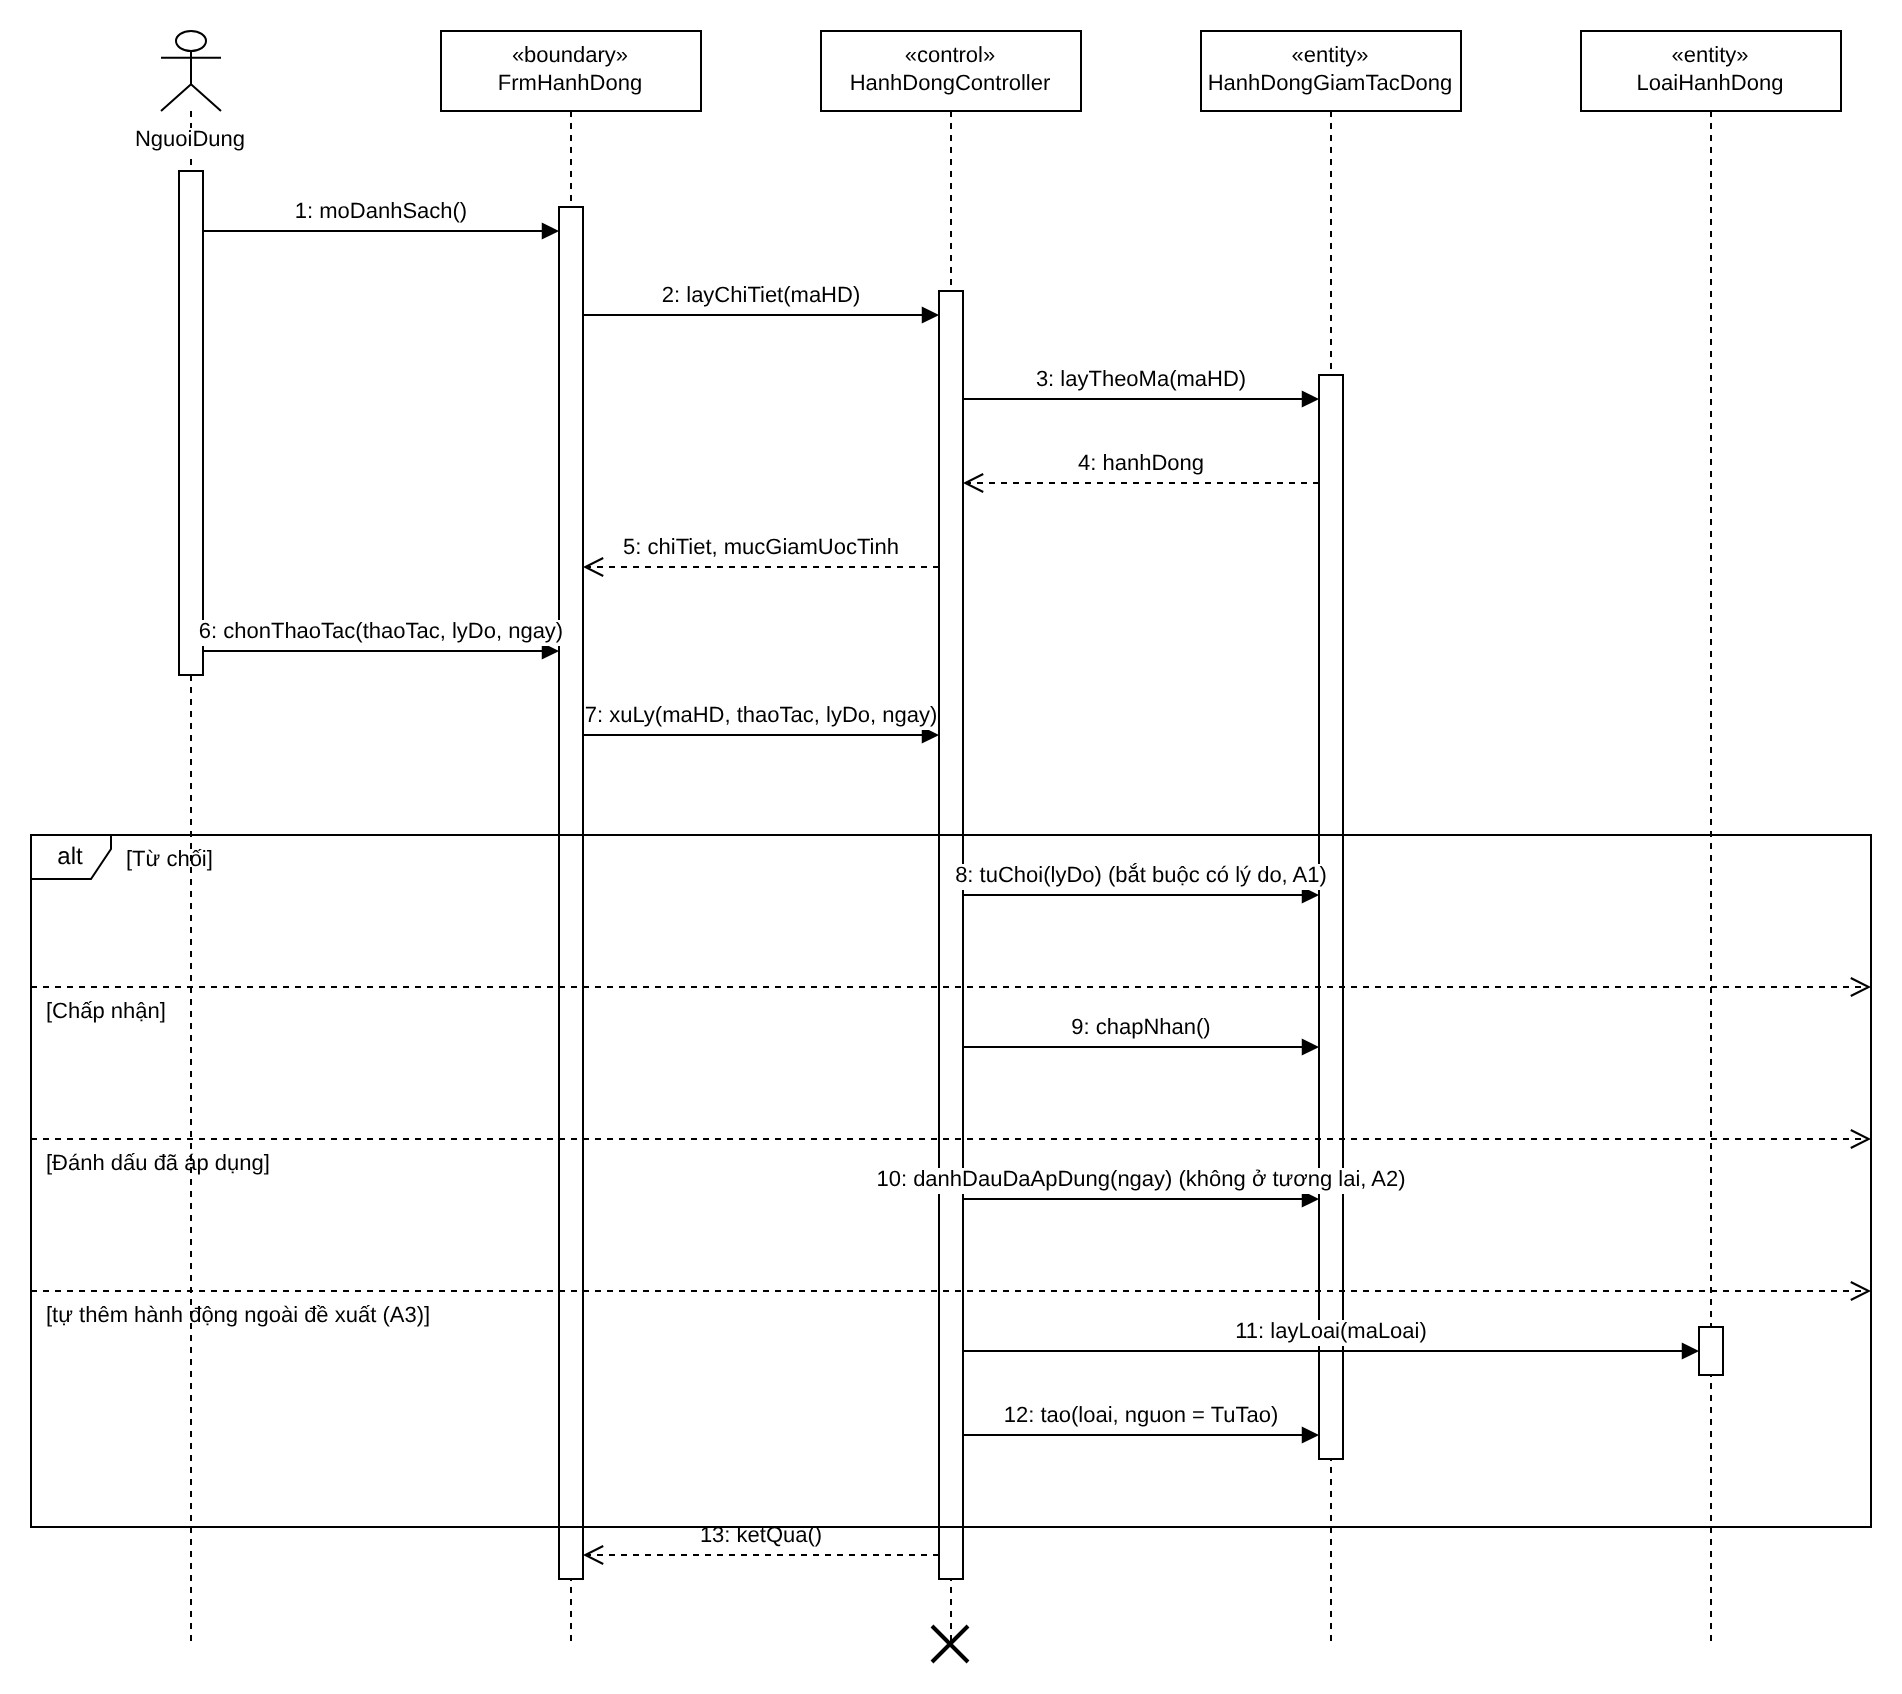 «boundary»
FrmHanhDong
«control»
HanhDongController
«entity»
HanhDongGiamTacDong
«entity»
LoaiHanhDong
NguoiDung
1: moDanhSach()
2: layChiTiet(maHD)
3: layTheoMa(maHD)
4: hanhDong
5: chiTiet, mucGiamUocTinh
6: chonThaoTac(thaoTac, lyDo, ngay)
7: xuLy(maHD, thaoTac, lyDo, ngay)
alt
[Từ chối]
8: tuChoi(lyDo) (bắt buộc có lý do, A1)
[Chấp nhận]
9: chapNhan()
[Đánh dấu đã áp dụng]
10: danhDauDaApDung(ngay) (không ở tương lai, A2)
[tự thêm hành động ngoài đề xuất (A3)]
11: layLoai(maLoai)
12: tao(loai, nguon = TuTao)
13: ketQua()